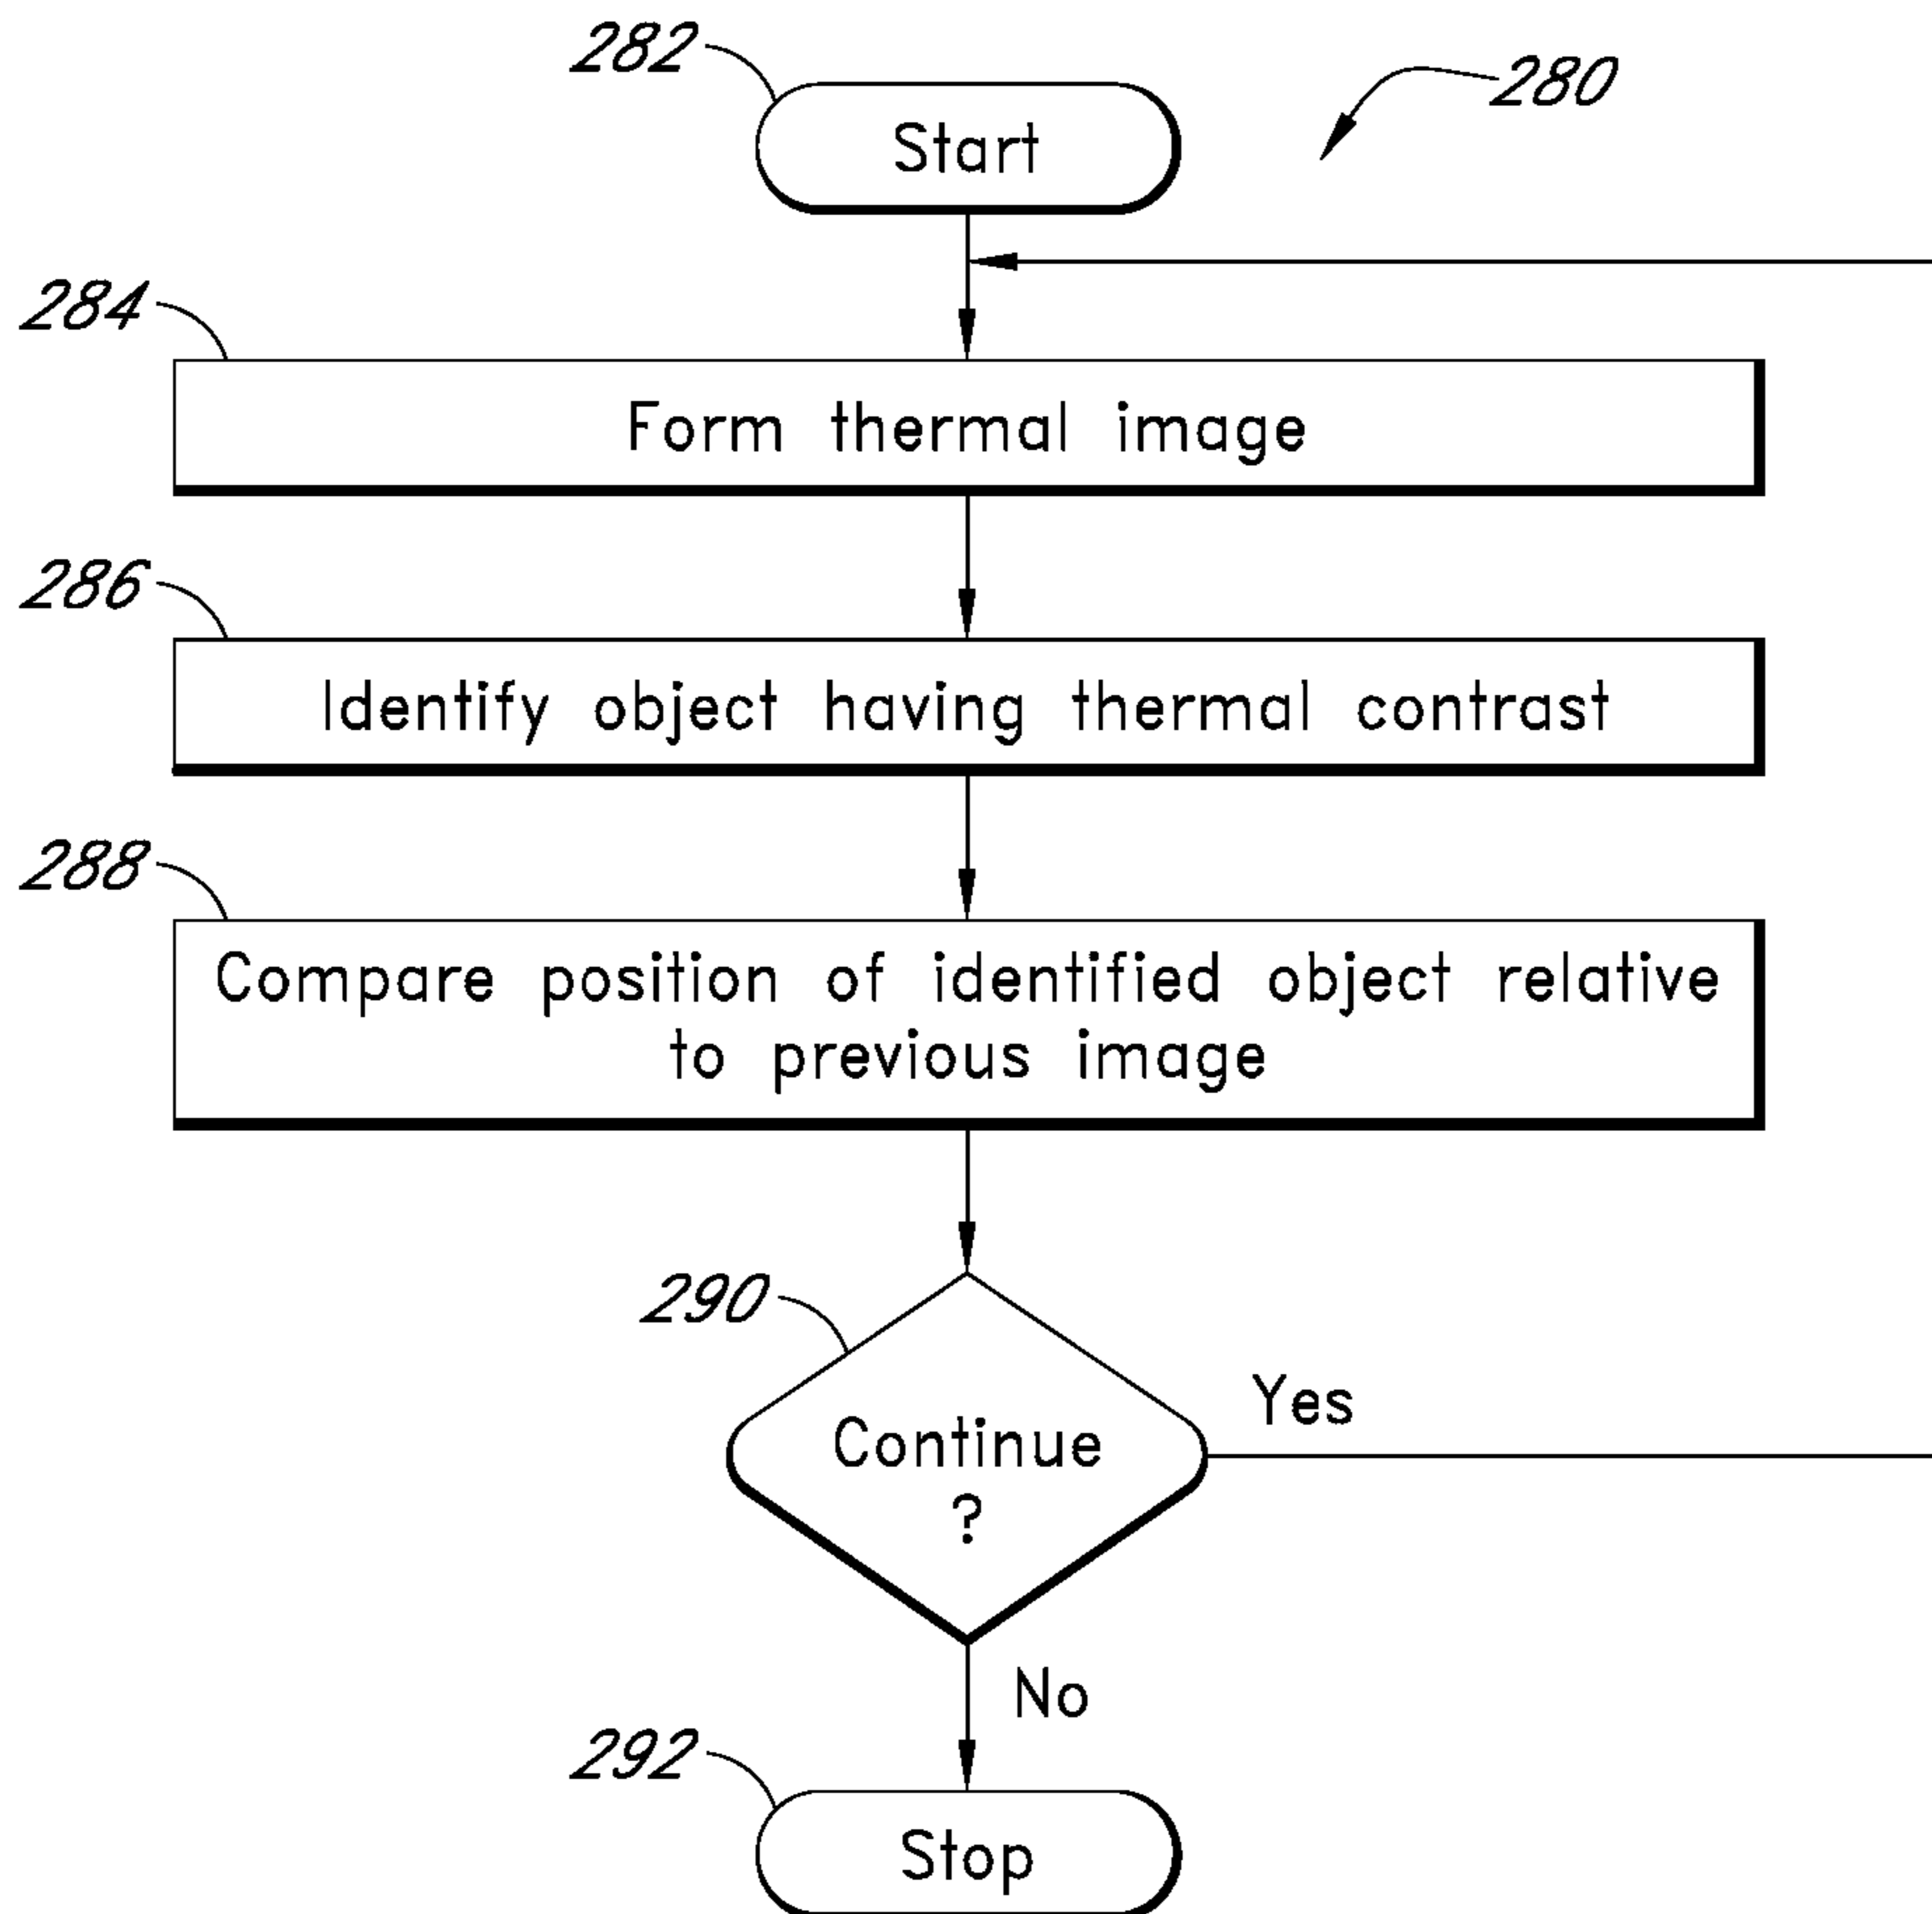 282
280
Start
284
Form thermal image
286
Identify object having thermal contrast
288
Compare position of identified object relative
to previous image
290
Yes
Continue
?
No
292
Stop